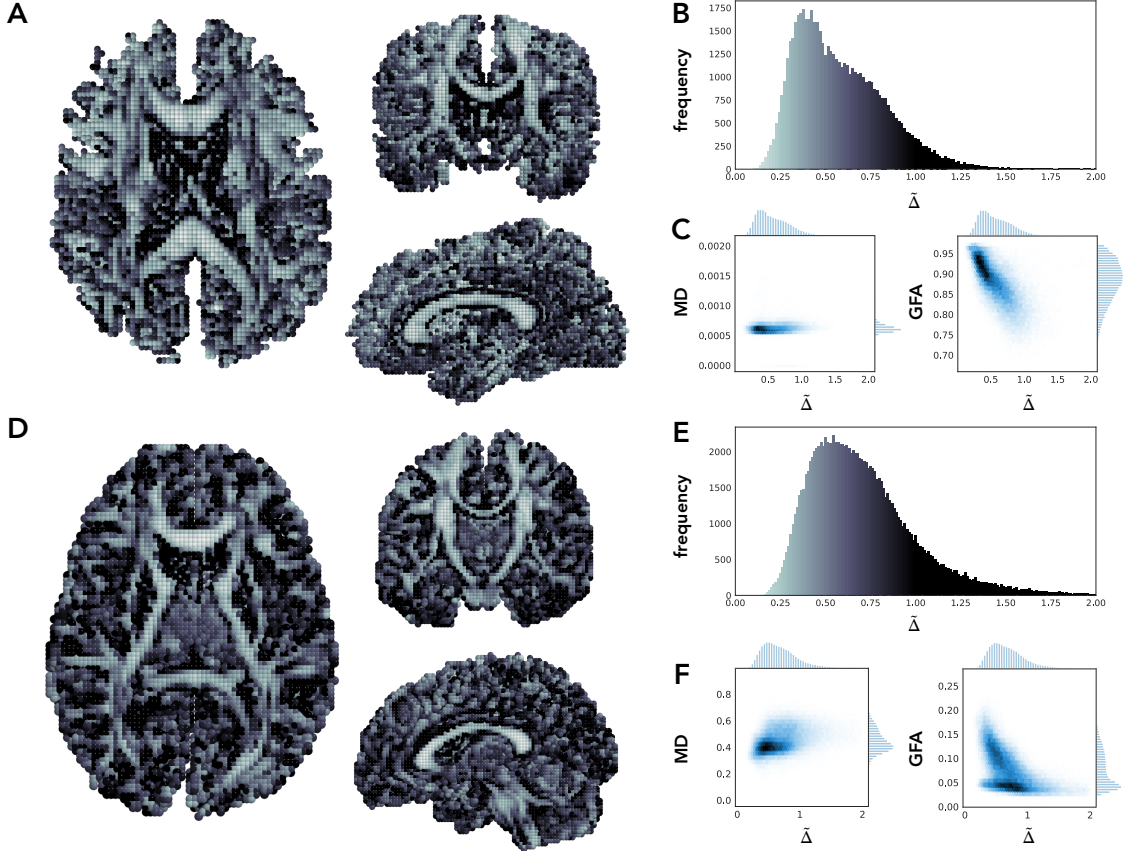 A
B
frequency
1750
1500
1250
1000
750
500
250
0
0.00 0.25 0.50 0.75 1.00 1.25 1.50 1.75 2.00
Δ̃
C
MD
0.0020
0.0015
0.0010
0.0005
0.0000
0.5 1.0 1.5 2.0
Δ̃
GFA
0.95
0.90
0.85
0.80
0.75
0.70
0.5 1.0 1.5 2.0
Δ̃
D
E
frequency
2000
1500
1000
500
0
0.00 0.25 0.50 0.75 1.00 1.25 1.50 1.75 2.00
Δ̃
F
MD
0.8
0.6
0.4
0.2
0.0
0 1 2
Δ̃
GFA
0.25
0.20
0.15
0.10
0.05
0.00
0 1 2
Δ̃